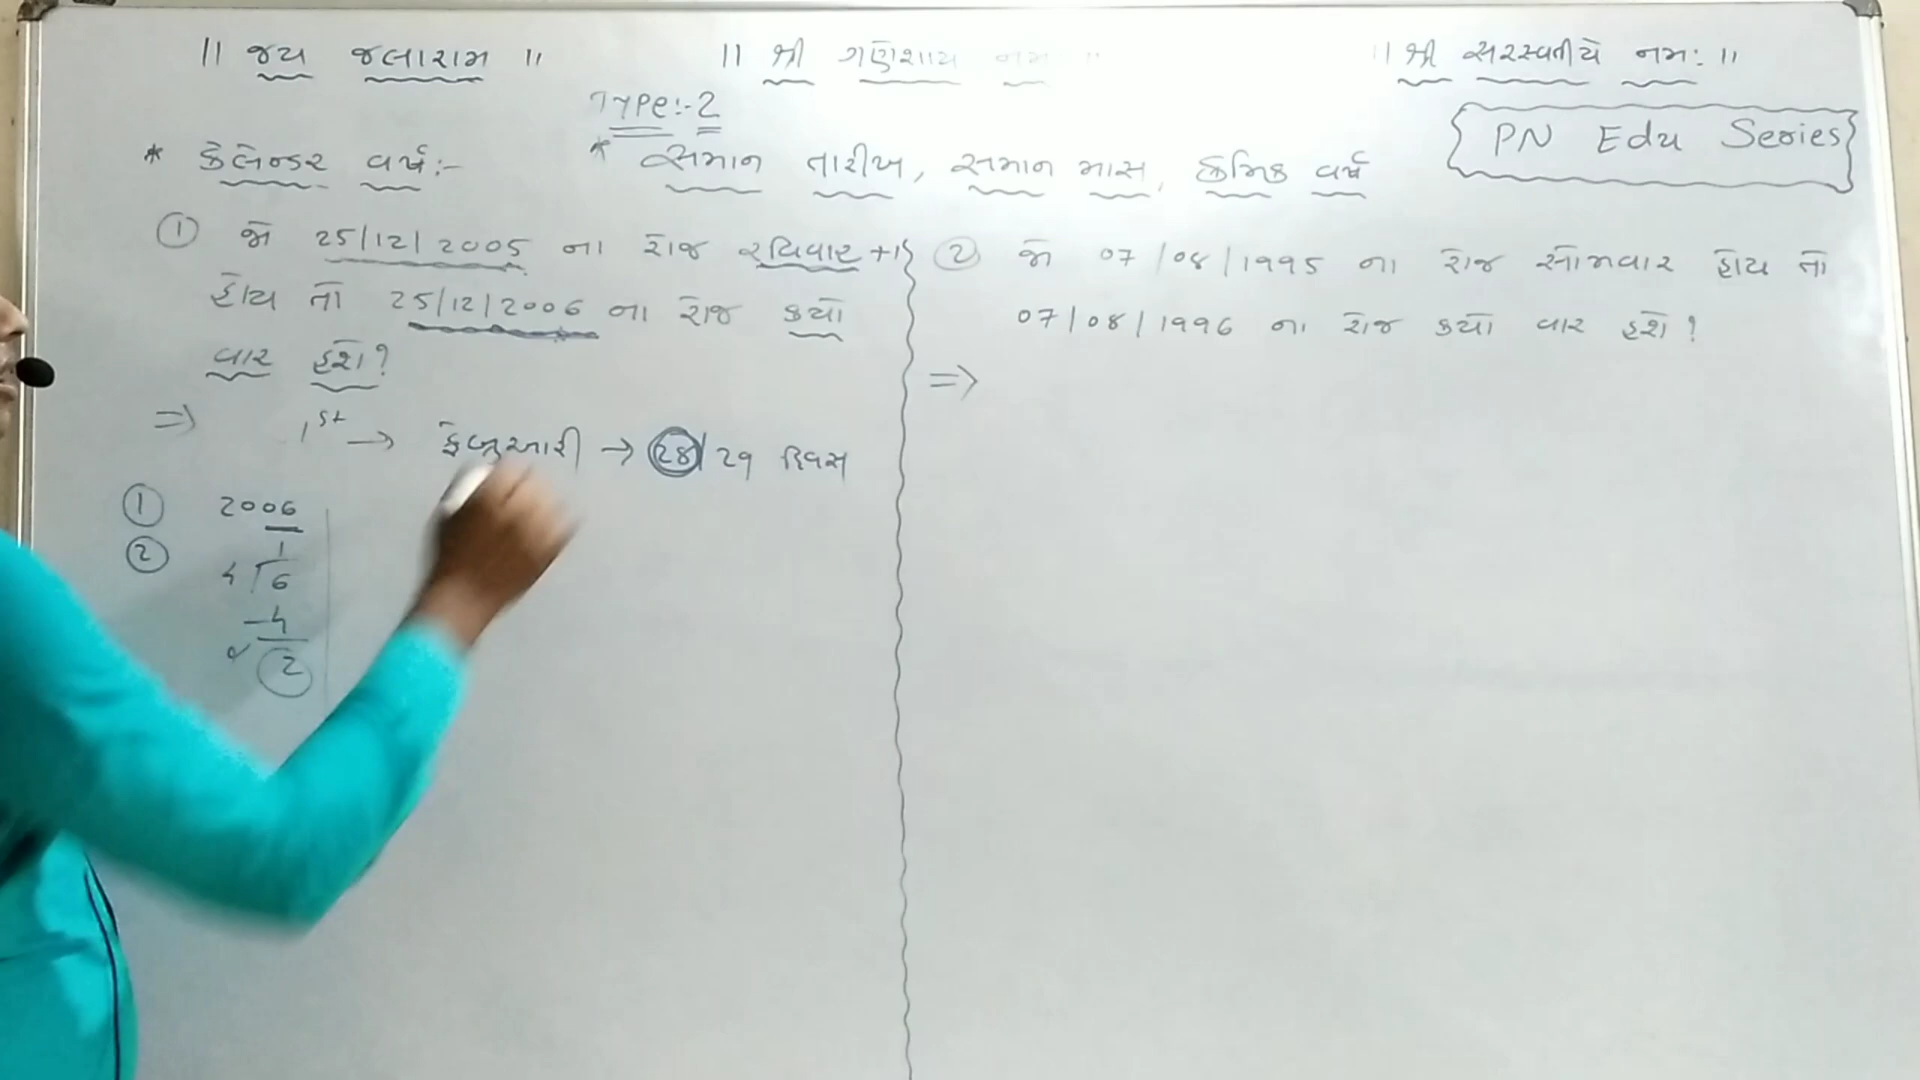 ॥ જય જલારામ ॥
॥ શ્રી ગણેશાય નમ ॥
॥ શ્રી સરસ્વતીયે નમઃ ॥
Type:-2
PN Edu Series
* કેલેન્ડર વર્ષ:-
* સમાન તારીખ, સમાન માસ, ક્રમિક વર્ષ
① જો 25/12/2005 ના રોજ રવિવાર +1
હોય તો 25/12/2006 ના રોજ કયો
વાર હશે?
=> 1st → ફેબ્રુઆરી → 28/29 દિવસ
① 2006
②
1
4 6
-4
2
② જો 07/08/1995 ના રોજ સોમવાર હોય તો
07/08/1996 ના રોજ કયો વાર હશે?
=>